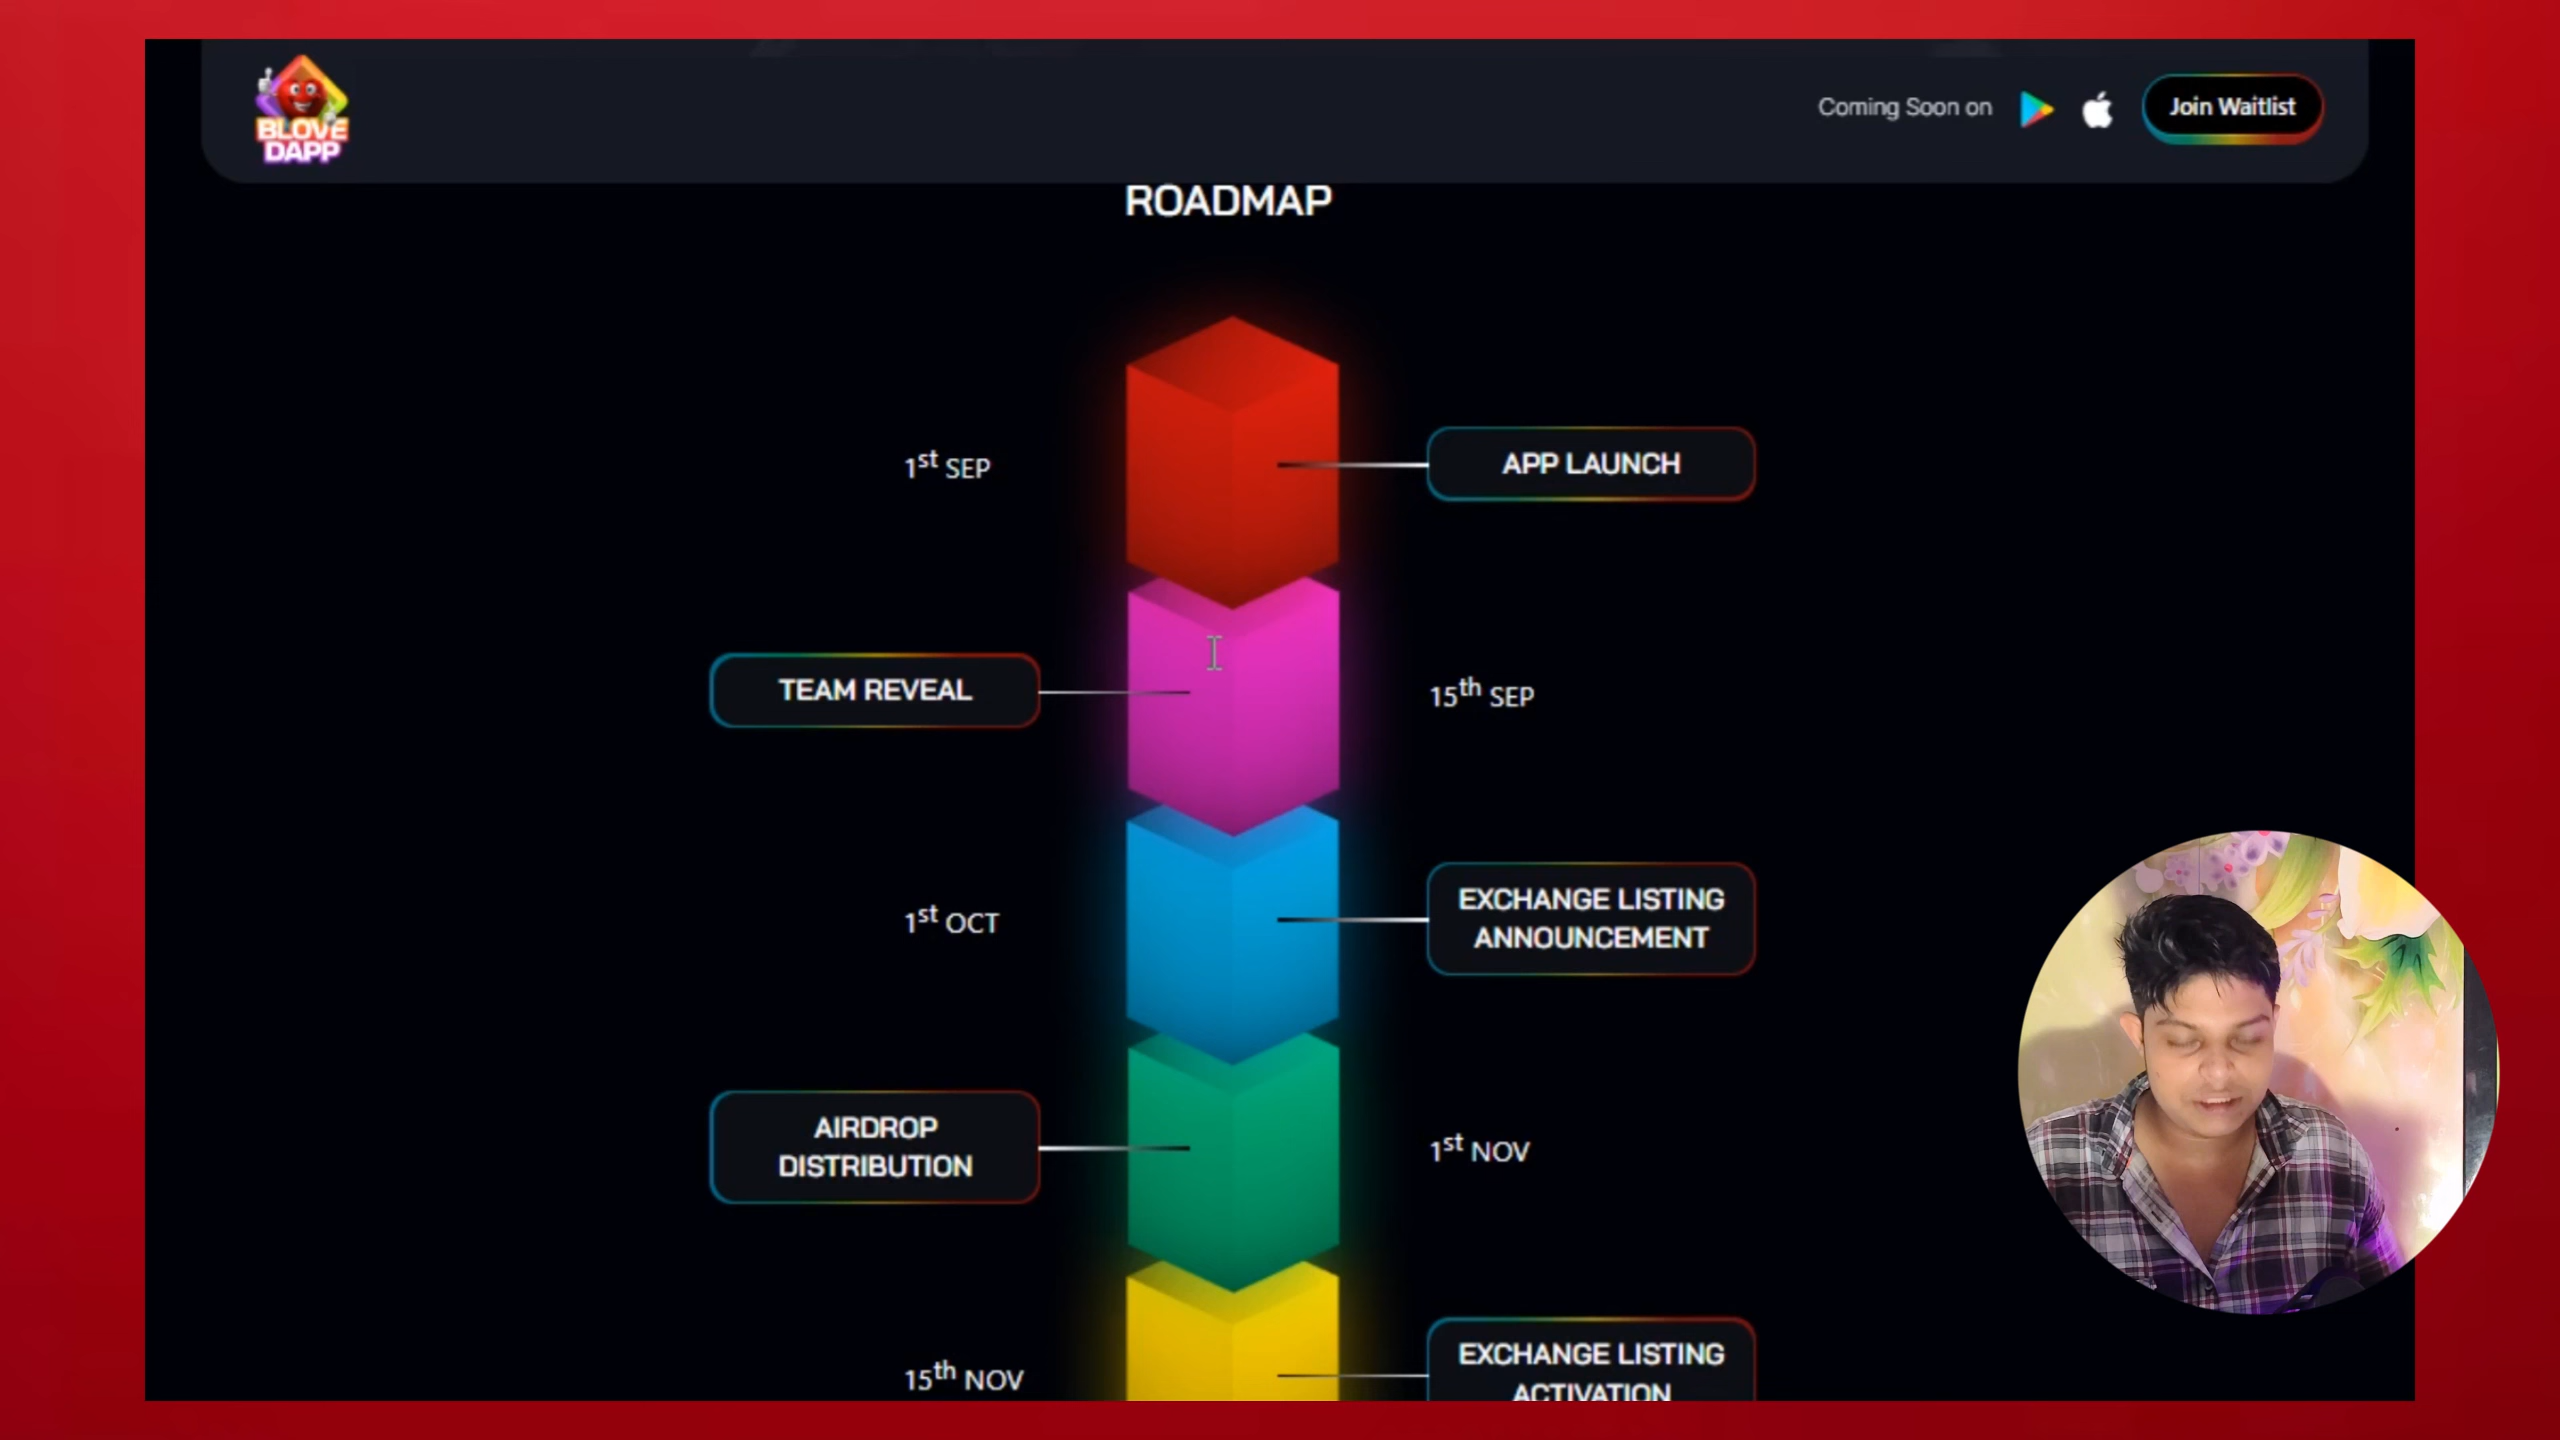 BLOVE
DAPP
Coming Soon on
Join Waitlist
ROADMAP
1st SEP
APP LAUNCH
TEAM REVEAL
15th SEP
1st OCT
EXCHANGE LISTING
ANNOUNCEMENT
AIRDROP
DISTRIBUTION
1st NOV
15th NOV
EXCHANGE LISTING
ACTIVATION